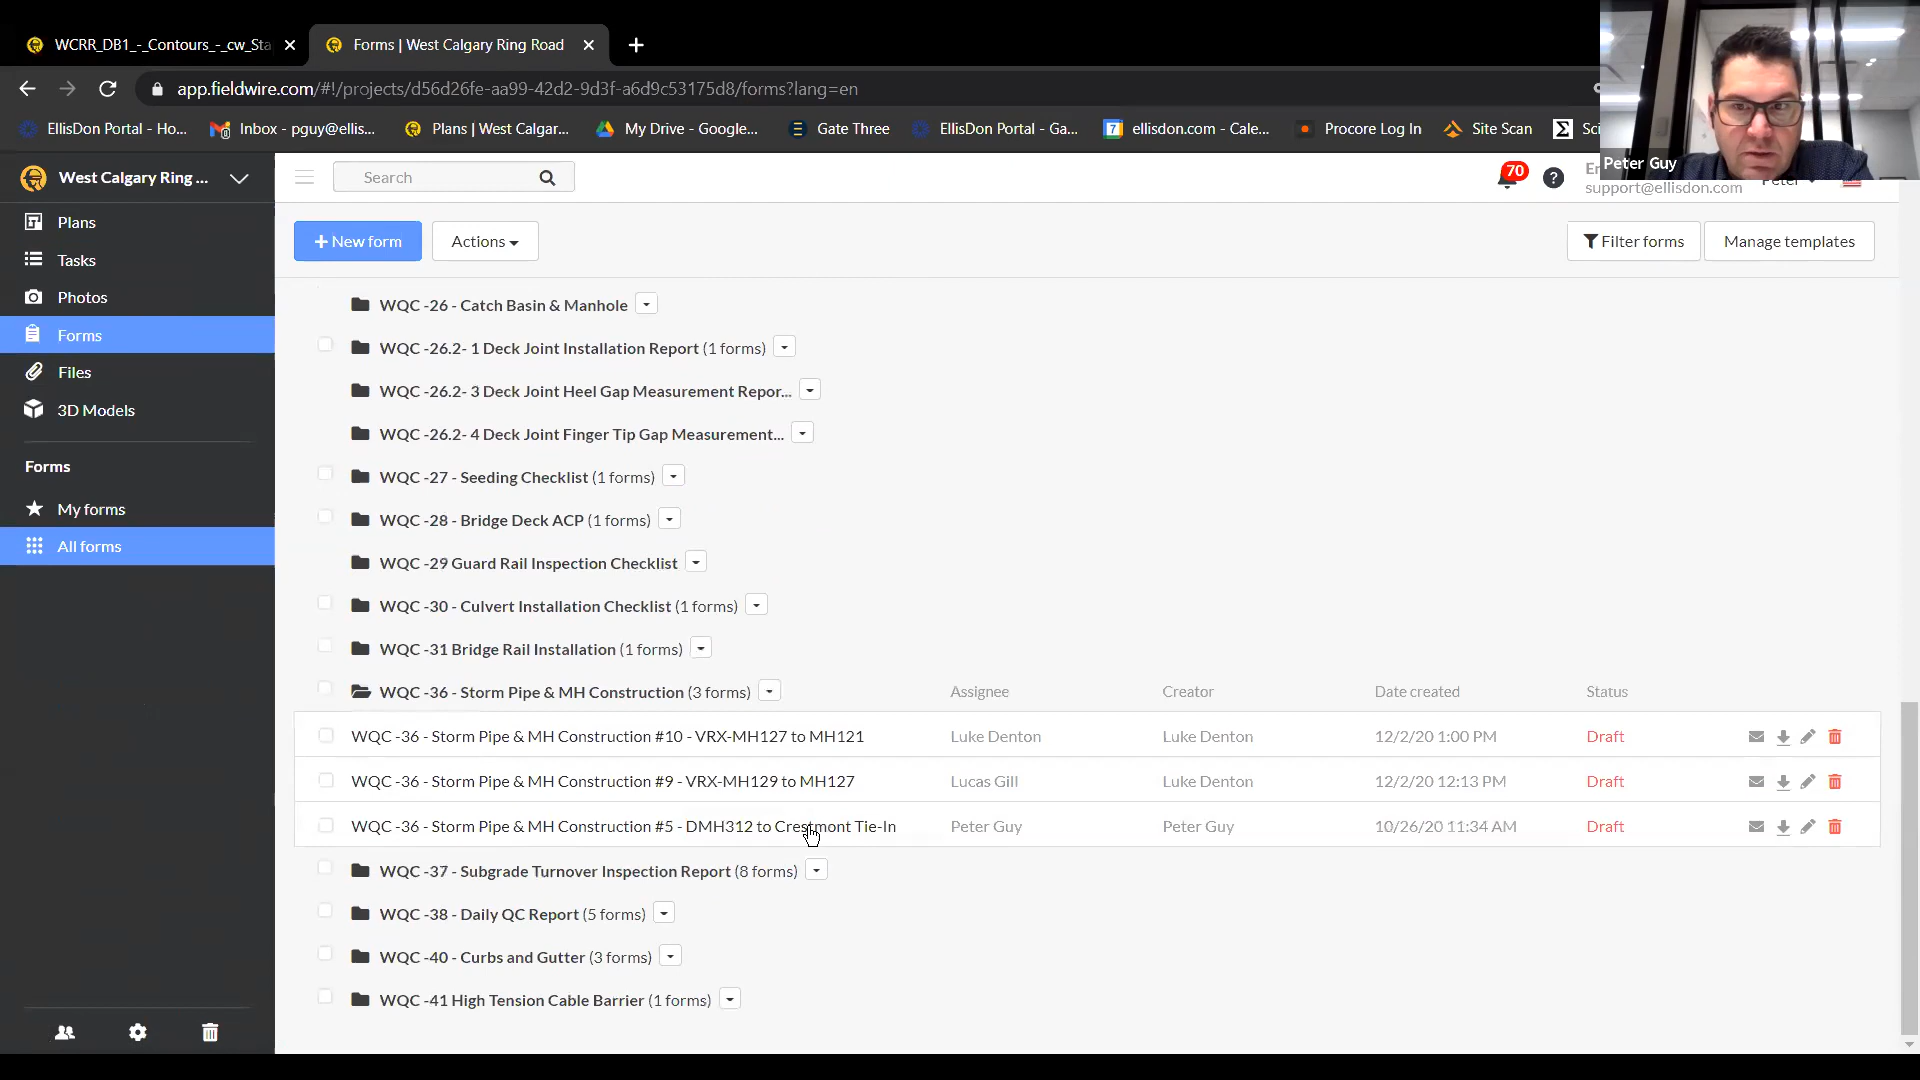 WCRR_DB1_-_Contours_-_cw_Sta
Forms | West Calgary Ring Road
app.fieldwire.com/#!/projects/d56d26fe-aa99-42d2-9d3f-a6d9c53175d8/forms?lang=en
EllisDon Portal - Ho... Inbox - pguy@ellis... Plans | West Calgar... My Drive - Google... Gate Three EllisDon Portal - Ga... 7 ellisdon.com - Cale... Procore Log In Site Scan Sci
Peter Guy
West Calgary Ring ...
Search
70
support@ellisdon.com
Peter
Plans
Tasks
Photos
Forms
Files
3D Models
Forms
My forms
All forms
+ New form
Actions
Filter forms
Manage templates
WQC -26 - Catch Basin & Manhole
WQC -26.2- 1 Deck Joint Installation Report (1 forms)
WQC -26.2- 3 Deck Joint Heel Gap Measurement Repor...
WQC -26.2- 4 Deck Joint Finger Tip Gap Measurement...
WQC -27 - Seeding Checklist (1 forms)
WQC -28 - Bridge Deck ACP (1 forms)
WQC -29 Guard Rail Inspection Checklist
WQC -30 - Culvert Installation Checklist (1 forms)
WQC -31 Bridge Rail Installation (1 forms)
WQC -36 - Storm Pipe & MH Construction (3 forms) Assignee Creator Date created Status
WQC -36 - Storm Pipe & MH Construction #10 - VRX-MH127 to MH121 Luke Denton Luke Denton 12/2/20 1:00 PM Draft
WQC -36 - Storm Pipe & MH Construction #9 - VRX-MH129 to MH127 Lucas Gill Luke Denton 12/2/20 12:13 PM Draft
WQC -36 - Storm Pipe & MH Construction #5 - DMH312 to Crestmont Tie-In Peter Guy Peter Guy 10/26/20 11:34 AM Draft
WQC -37 - Subgrade Turnover Inspection Report (8 forms)
WQC -38 - Daily QC Report (5 forms)
WQC -40 - Curbs and Gutter (3 forms)
WQC -41 High Tension Cable Barrier (1 forms)